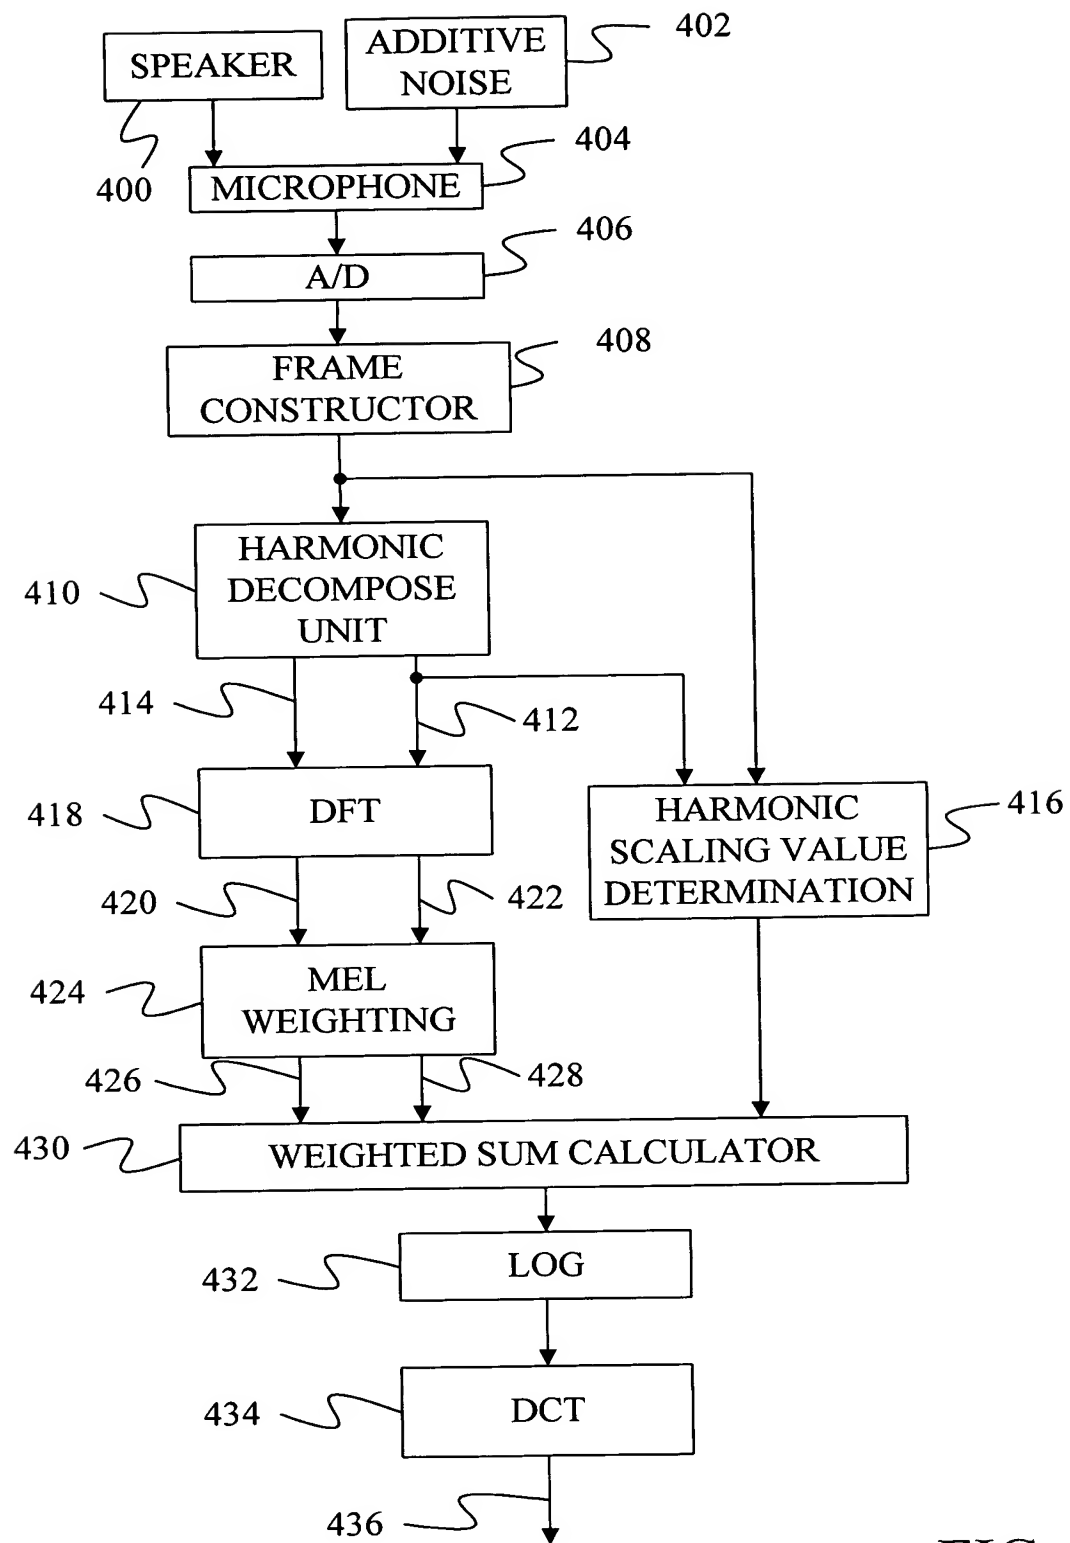 402
ADDITIVE
NOISE
SPEAKER
400
404
MICROPHONE
406
A/D
408
FRAME
CONSTRUCTOR
410
HARMONIC
DECOMPOSE
UNIT
414
412
418
DFT
416
HARMONIC
SCALING VALUE
DETERMINATION
420
422
424
MEL
WEIGHTING
426
428
430
WEIGHTED SUM CALCULATOR
432
LOG
434
DCT
436